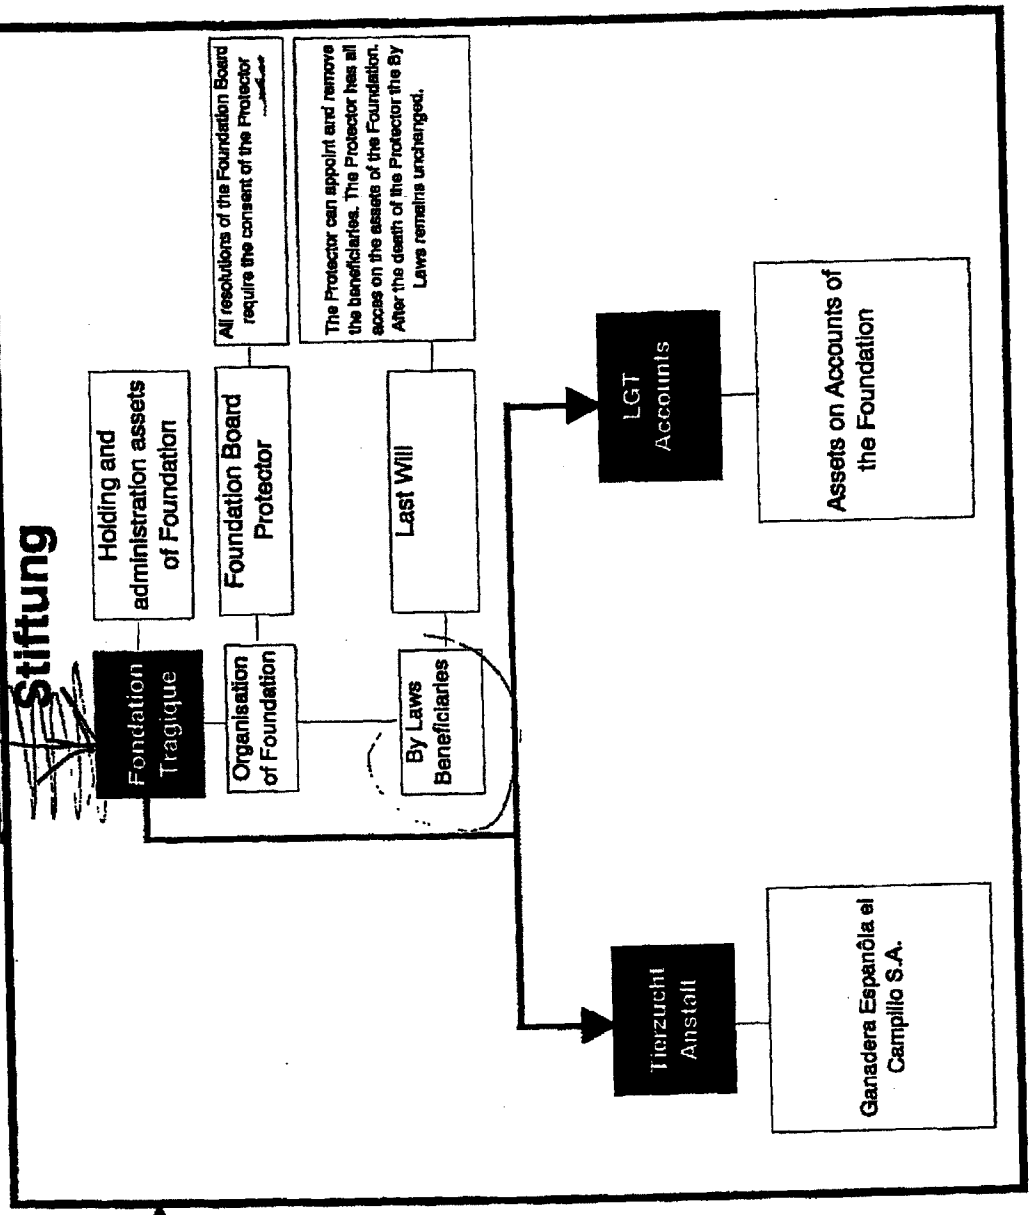 Stiftung
Fondation
Tragique
Holding and
administration assets
of Foundation
Organisation
of Foundation
Foundation Board
Protector
All resolutions of the Foundation Board
require the consent of the Protector
By Laws
Beneficiaries
Last Will
The Protector can appoint and remove
the beneficiaries. The Protector has all
acces on the assets of the Foundation.
After the death of the Protector the By
Laws remains unchanged.
Tierzucht
Anstalt
LGT
Accounts
Ganadera Espanôla el
Campillo S.A.
Assets on Accounts of
the Foundation